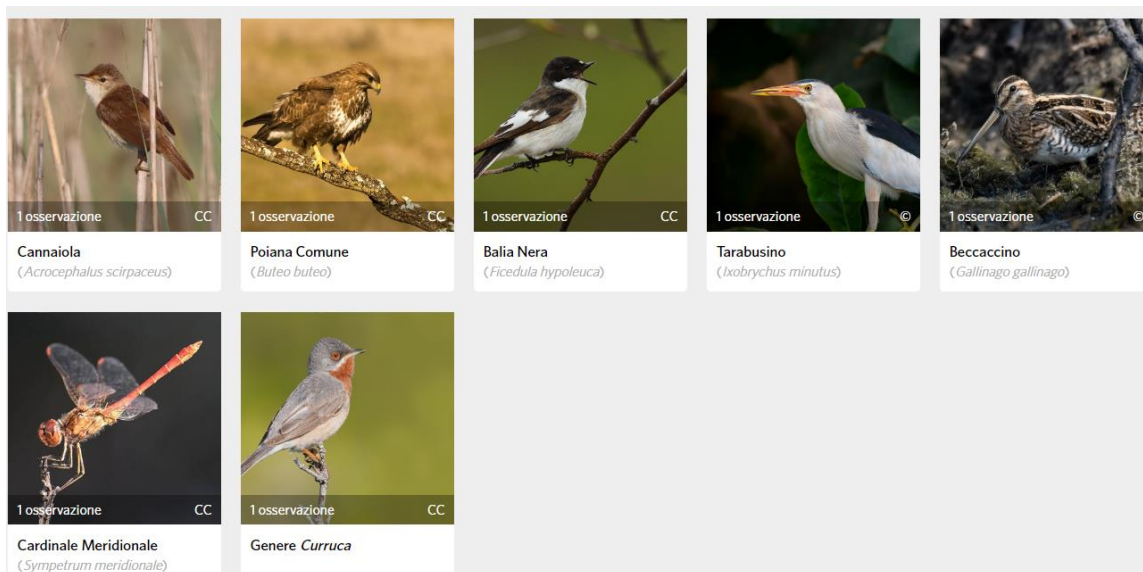 1 osservazione CC
1 osservazione CC
1 osservazione CC
1 osservazione ©
1 osservazione ©
Cannaiola
(Acrocephalus scirpaceus)
Poiana Comune
(Buteo buteo)
Balia Nera
(Ficedula hypoleuca)
Tarabusino
(Ixobrychus minutus)
Beccaccino
(Gallinago gallinago)
1 osservazione CC
1 osservazione CC
Cardinale Meridionale
(Sympetrum meridionale)
Genere Curruca